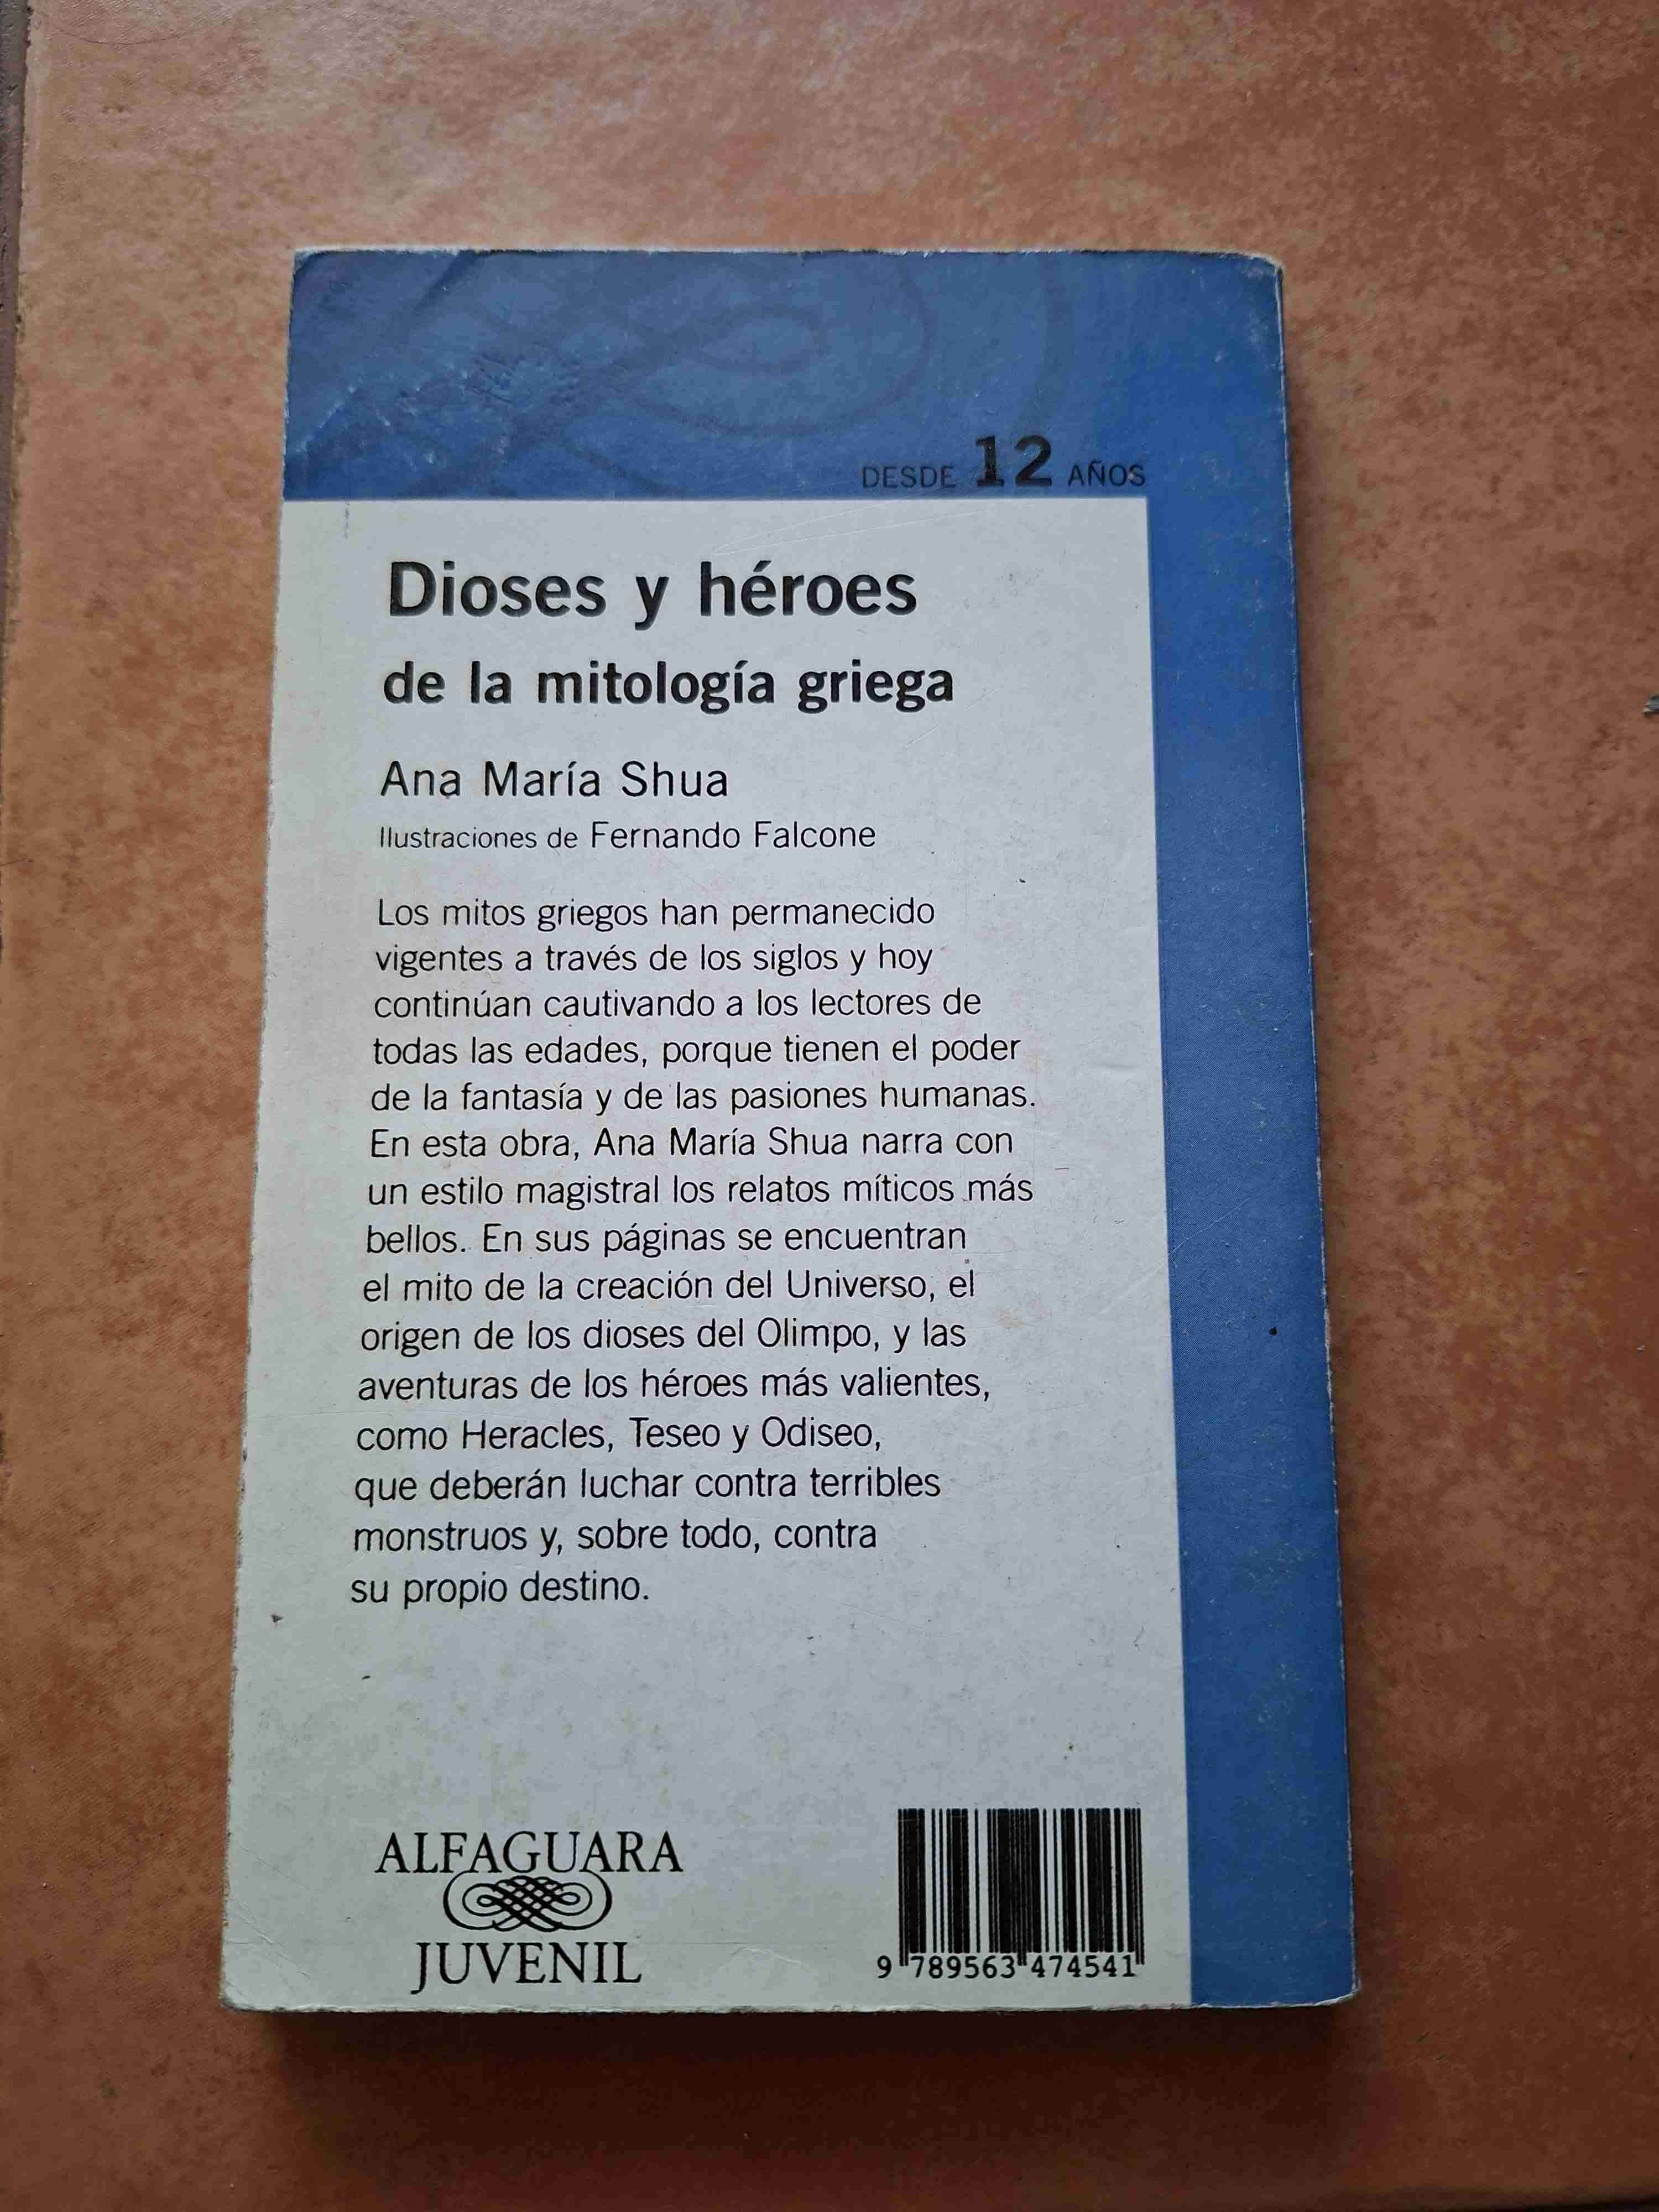 DESDE 12 AÑOS
Dioses y héroes
de la mitología griega
Ana María Shua
Ilustraciones de Fernando Falcone
Los mitos griegos han permanecido
vigentes a través de los siglos y hoy
continúan cautivando a los lectores de
todas las edades, porque tienen el poder
de la fantasía y de las pasiones humanas.
En esta obra, Ana María Shua narra con
un estilo magistral los relatos míticos más
bellos. En sus páginas se encuentran
el mito de la creación del Universo, el
origen de los dioses del Olimpo, y las
aventuras de los héroes más valientes,
como Heracles, Teseo y Odiseo,
que deberán luchar contra terribles
monstruos y, sobre todo, contra
su propio destino.
ALFAGUARA
JUVENIL
9 789563 474541